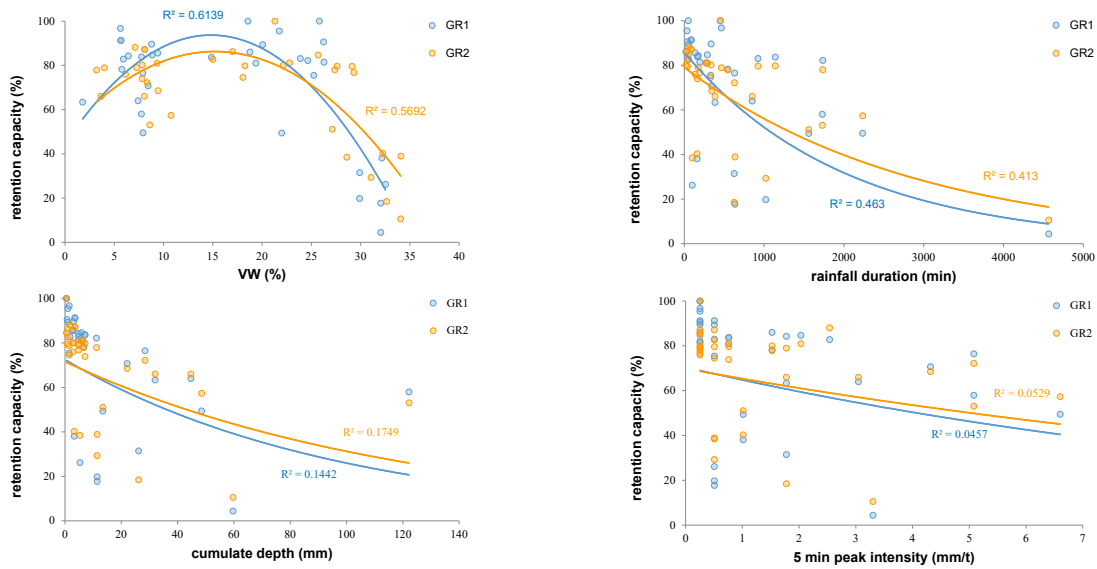 100
90
80
70
60
50
40
30
20
10
0
retention capacity (%)
R² = 0.6139
R² = 0.5692
GR1
GR2
0 5 10 15 20 25 30 35 40
VW (%)
100
80
60
40
20
0
retention capacity (%)
R² = 0.413
R² = 0.463
GR1
GR2
0 1000 2000 3000 4000 5000
rainfall duration (min)
100
80
60
40
20
0
retention capacity (%)
R² = 0.1749
R² = 0.1442
GR1
GR2
0 20 40 60 80 100 120 140
cumulate depth (mm)
100
80
60
40
20
0
retention capacity (%)
R² = 0.0529
R² = 0.0457
GR1
GR2
0 1 2 3 4 5 6 7
5 min peak intensity (mm/t)